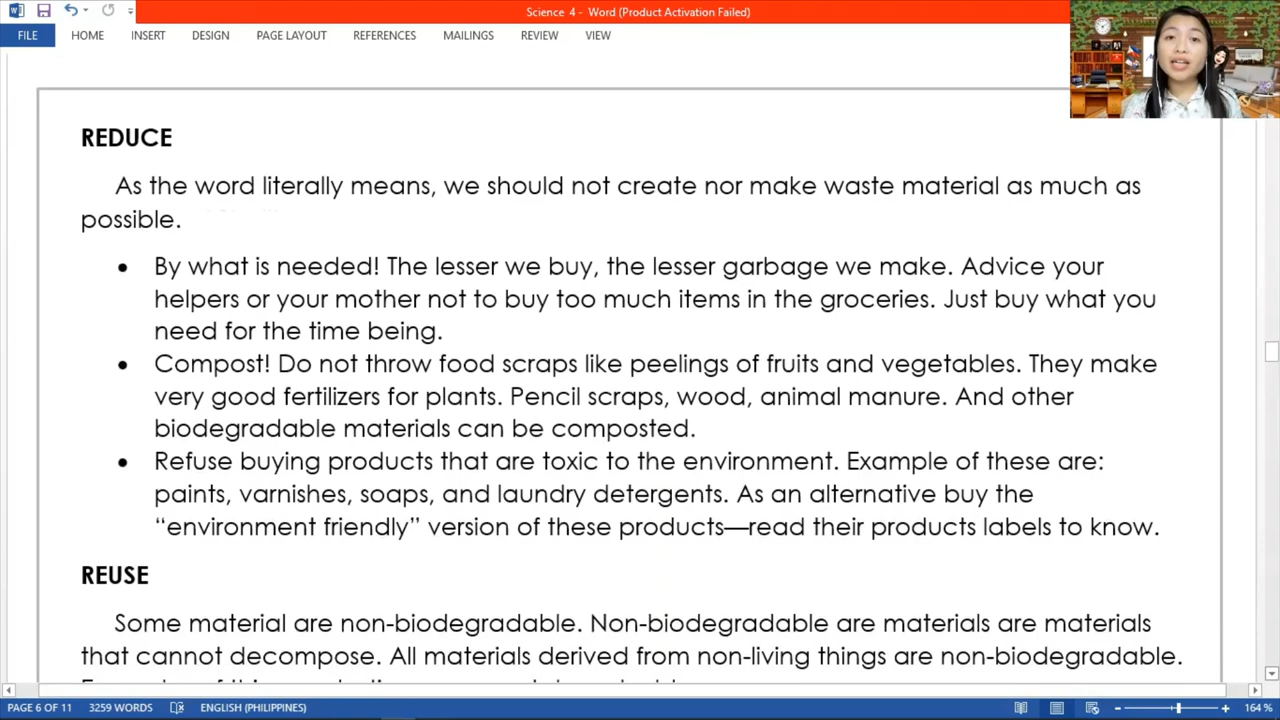 Science 4 - Word (Product Activation Failed)
FILE HOME INSERT DESIGN PAGE LAYOUT REFERENCES MAILINGS REVIEW VIEW
REDUCE
As the word literally means, we should not create nor make waste material as much as
possible.
• By what is needed! The lesser we buy, the lesser garbage we make. Advice your
helpers or your mother not to buy too much items in the groceries. Just buy what you
need for the time being.
• Compost! Do not throw food scraps like peelings of fruits and vegetables. They make
very good fertilizers for plants. Pencil scraps, wood, animal manure. And other
biodegradable materials can be composted.
• Refuse buying products that are toxic to the environment. Example of these are:
paints, varnishes, soaps, and laundry detergents. As an alternative buy the
“environment friendly” version of these products—read their products labels to know.
REUSE
Some material are non-biodegradable. Non-biodegradable are materials are materials
that cannot decompose. All materials derived from non-living things are non-biodegradable.
PAGE 6 OF 11 3259 WORDS ENGLISH (PHILIPPINES) 164 %